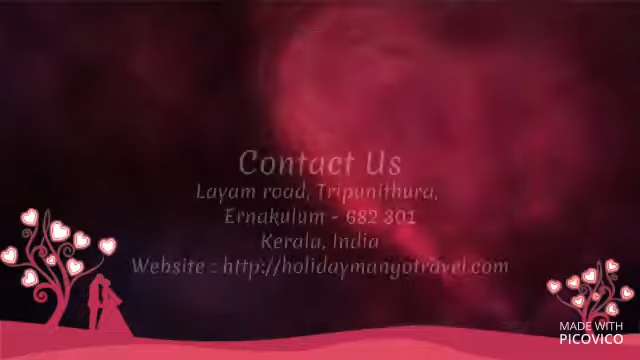 Contact Us
Layam road, Tripunithura,
Ernakulum - 682 301
Kerala, India
Website : http://holidaymangotravel.com
MADE WITH
PICOVICO